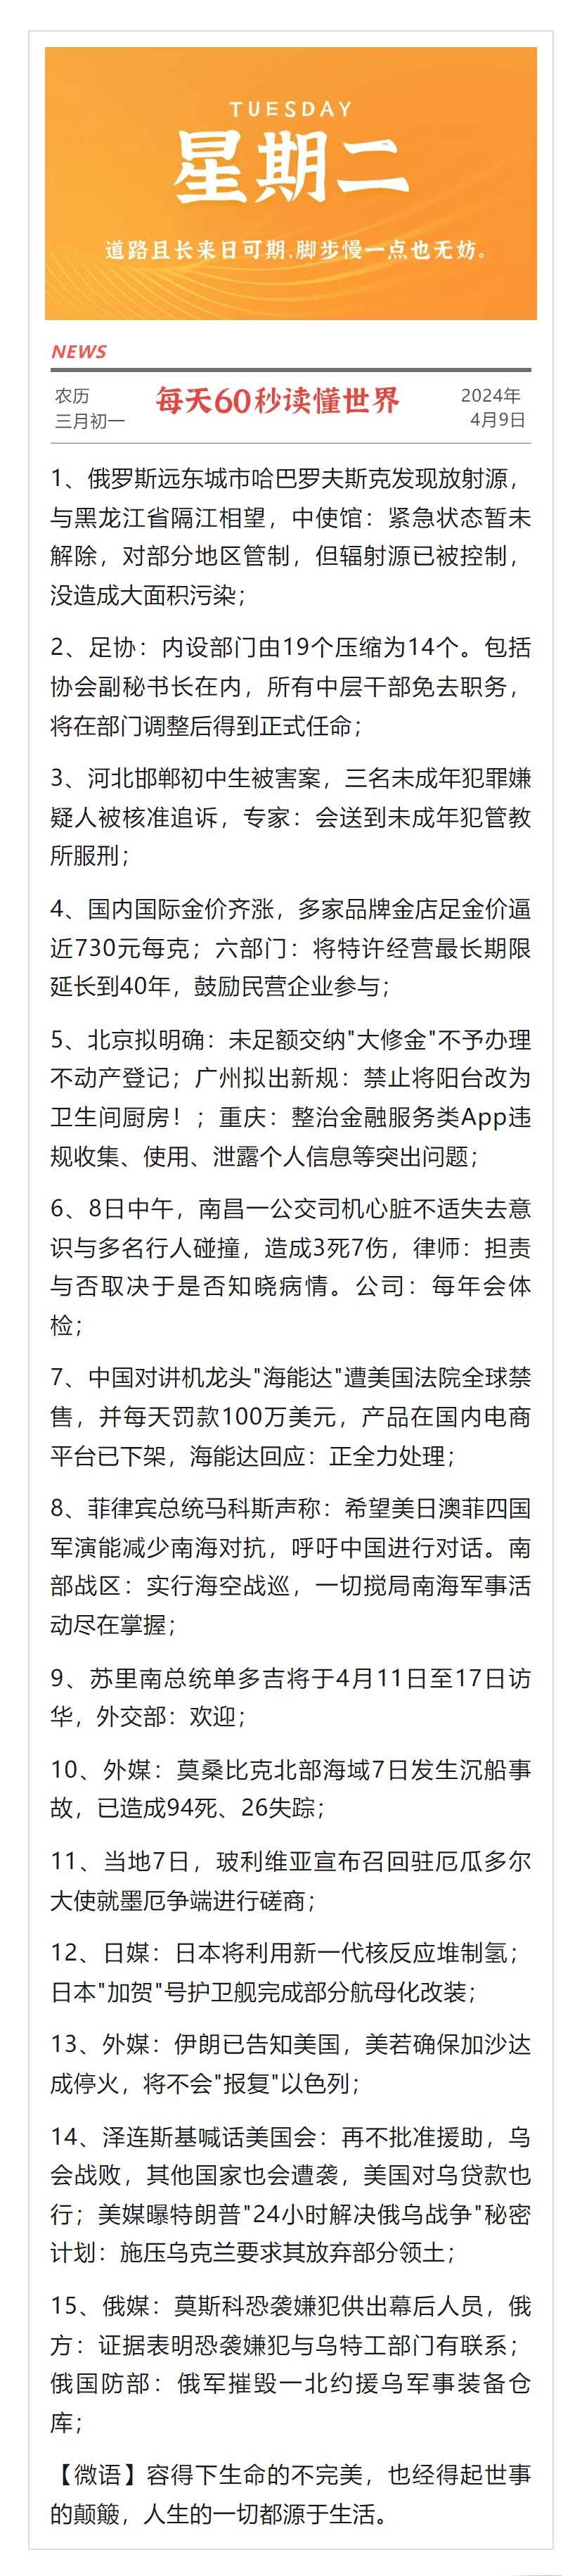 TUESDAY
星期二
道路且长来日可期.脚步慢一点也无妨。
NEWS
农历
三月初一
每天60秒读懂世界
2024年
4月9日
1、俄罗斯远东城市哈巴罗夫斯克发现放射源，
与黑龙江省隔江相望，中使馆：紧急状态暂未
解除，对部分地区管制，但辐射源已被控制，
没造成大面积污染；
2、足协：内设部门由19个压缩为14个。包括
协会副秘书长在内，所有中层干部免去职务，
将在部门调整后得到正式任命；
3、河北邯郸初中生被害案，三名未成年犯罪嫌
疑人被核准追诉，专家：会送到未成年犯管教
所服刑；
4、国内国际金价齐涨，多家品牌金店足金价逼
近730元每克；六部门：将特许经营最长期限
延长到40年，鼓励民营企业参与；
5、北京拟明确：未足额交纳"大修金"不予办理
不动产登记；广州拟出新规：禁止将阳台改为
卫生间厨房！；重庆：整治金融服务类App违
规收集、使用、泄露个人信息等突出问题；
6、8日中午，南昌一公交司机心脏不适失去意
识与多名行人碰撞，造成3死7伤，律师：担责
与否取决于是否知晓病情。公司：每年会体
检；
7、中国对讲机龙头"海能达"遭美国法院全球禁
售，并每天罚款100万美元，产品在国内电商
平台已下架，海能达回应：正全力处理；
8、菲律宾总统马科斯声称：希望美日澳菲四国
军演能减少南海对抗，呼吁中国进行对话。南
部战区：实行海空战巡，一切搅局南海军事活
动尽在掌握；
9、苏里南总统单多吉将于4月11日至17日访
华，外交部：欢迎；
10、外媒：莫桑比克北部海域7日发生沉船事
故，已造成94死、26失踪；
11、当地7日，玻利维亚宣布召回驻厄瓜多尔
大使就墨厄争端进行磋商；
12、日媒：日本将利用新一代核反应堆制氢；
日本"加贺"号护卫舰完成部分航母化改装；
13、外媒：伊朗已告知美国，美若确保加沙达
成停火，将不会"报复"以色列；
14、泽连斯基喊话美国会：再不批准援助，乌
会战败，其他国家也会遭袭，美国对乌贷款也
行；美媒曝特朗普"24小时解决俄乌战争"秘密
计划：施压乌克兰要求其放弃部分领土；
15、俄媒：莫斯科恐袭嫌犯供出幕后人员，俄
方：证据表明恐袭嫌犯与乌特工部门有联系；
俄国防部：俄军摧毁一北约援乌军事装备仓
库；
【微语】容得下生命的不完美，也经得起世事
的颠簸，人生的一切都源于生活。